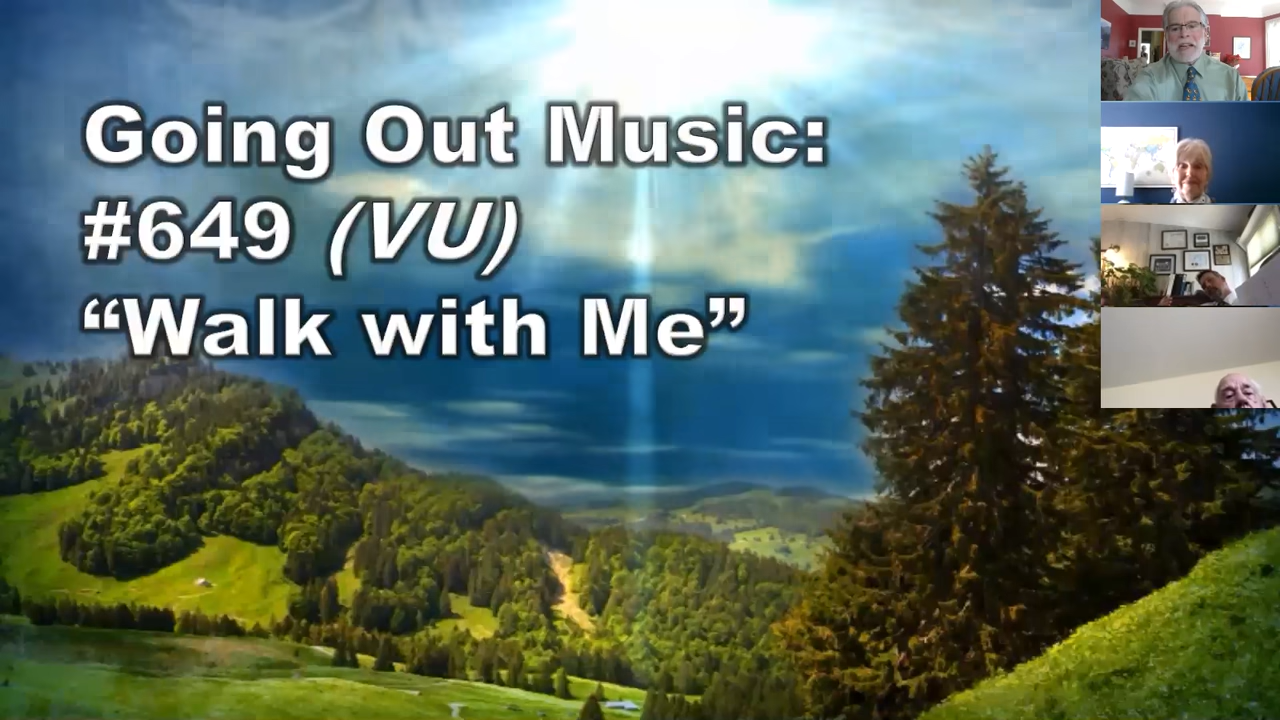 Going Out Music:
#649 (VU)
“Walk with Me”